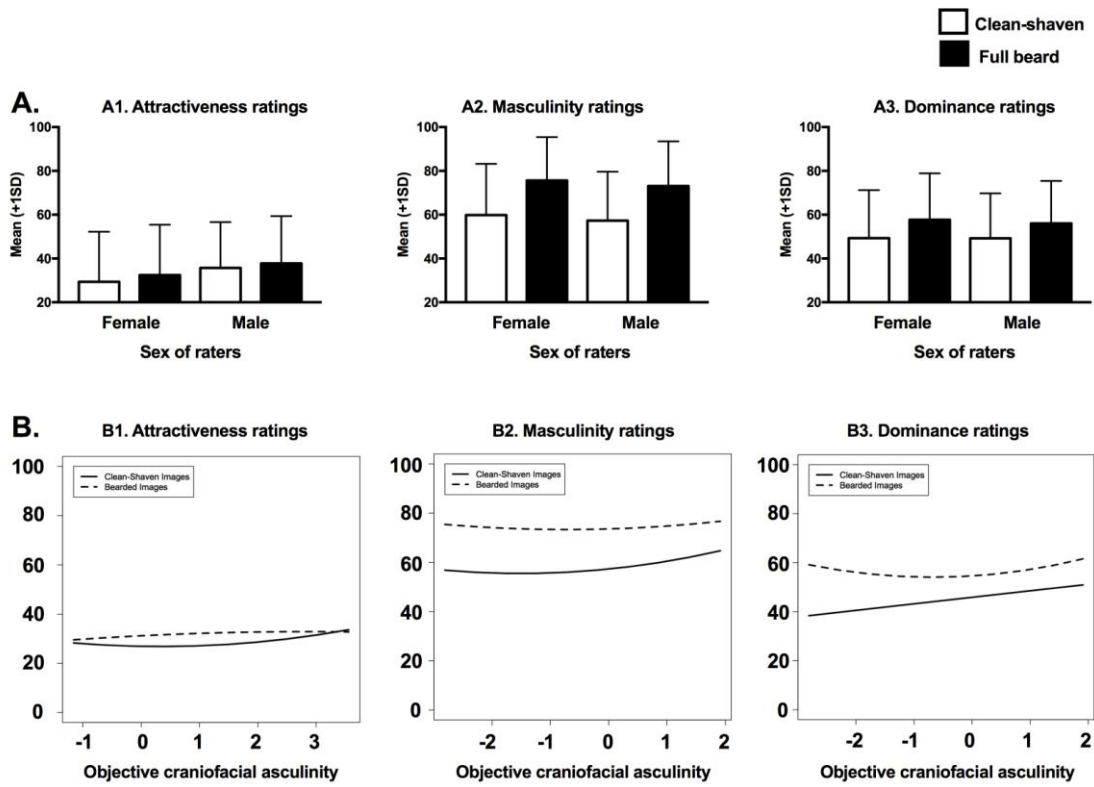 Clean-shaven
Full beard
A.
A1. Attractiveness ratings
A2. Masculinity ratings
A3. Dominance ratings
Mean (+1SD)
100
80
60
40
20
Female
Male
Sex of raters
Mean (+1SD)
100
80
60
40
20
Female
Male
Sex of raters
Mean (+1SD)
100
80
60
40
20
Female
Male
Sex of raters
B.
B1. Attractiveness ratings
B2. Masculinity ratings
B3. Dominance ratings
100
80
60
40
20
0
Clean-Shaven Images
Bearded Images
-1
0
1
2
3
Objective craniofacial asculinity
100
80
60
40
20
0
Clean-Shaven Images
Bearded Images
-2
-1
0
1
2
Objective craniofacial asculinity
100
80
60
40
20
0
Clean-Shaven Images
Bearded Images
-2
-1
0
1
2
Objective craniofacial asculinity